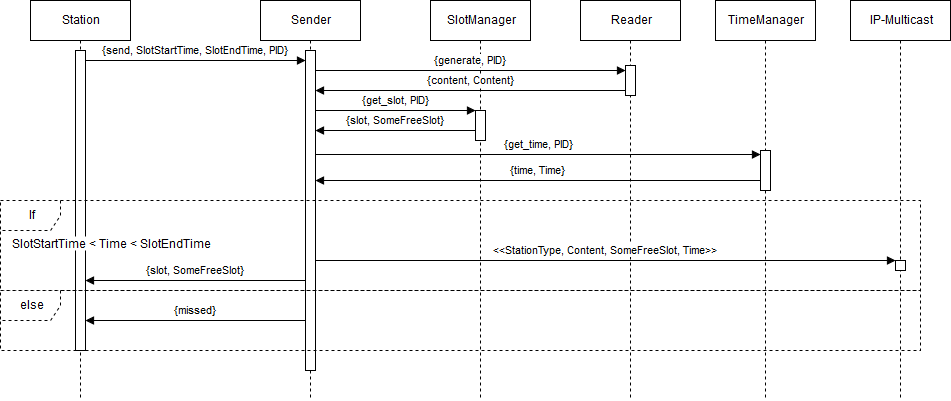 Station
Sender
SlotManager
Reader
TimeManager
IP-Multicast
{send, SlotStartTime, SlotEndTime, PID}
{generate, PID}
{content, Content}
{get_slot, PID}
{slot, SomeFreeSlot}
{get_time, PID}
{time, Time}
If
SlotStartTime < Time < SlotEndTime
<<StationType, Content, SomeFreeSlot, Time>>
{slot, SomeFreeSlot}
else
{missed}